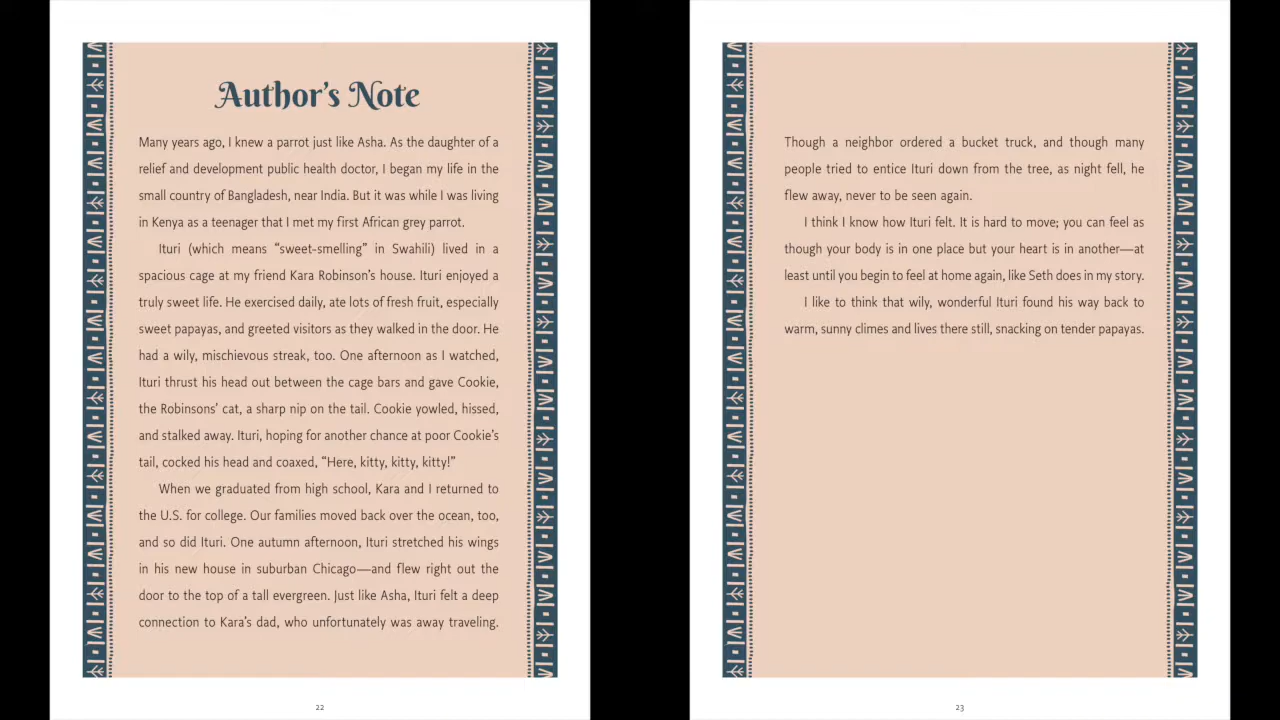 Author's Note
Many years ago, I knew a parrot just like Asha. As the daughter of a
relief and development health doctor, I began my life in the
small country of Bangladesh, near India. Later, while I was living
in Kenya as a teenager, I met my first African grey parrot.
Ituri (which means "sweet-smelling" in Swahili) lived in a
spacious cage at my friend Kara Robinson's house. Ituri enjoyed a
truly sweet life. He exercised daily, ate lots of fresh fruit, especially
sweet papayas, and greeted visitors as they walked in the door. He
had a wily, mischievous streak, too. One afternoon as I watched,
Ituri thrust his head out between the cage bars and gave Cookie,
the Robinsons' cat, a sharp nip on the tail. Cookie yowled, hissed,
and stalked away. Ituri, hoping for another chance at poor Cookie's
tail, cocked his head and coaxed, "Here, kitty, kitty, kitty!"
When we graduated from high school, Kara and I returned to
the U.S. for college. Our families moved back over the ocean, too,
and so did Ituri. One autumn afternoon, Ituri stretched his wings
in his new house in suburban Chicago—and flew right out the
door to the top of a tall evergreen. Just like Asha, Ituri felt a deep
connection to Kara's dad, who unfortunately was away traveling.
Though a neighbor ordered a bucket truck, and though many
people tried to entice Ituri down from the tree, as night fell, he
away, never to be seen again.
think I know how Ituri felt. It is hard to move; you can feel as
your body is in one place but your heart is in another—at
until you begin to feel at home again, like Seth does in my story.
like to think that wily, wonderful Ituri found his way back to
sunny climes and lives there still, snacking on tender papayas.
22
23